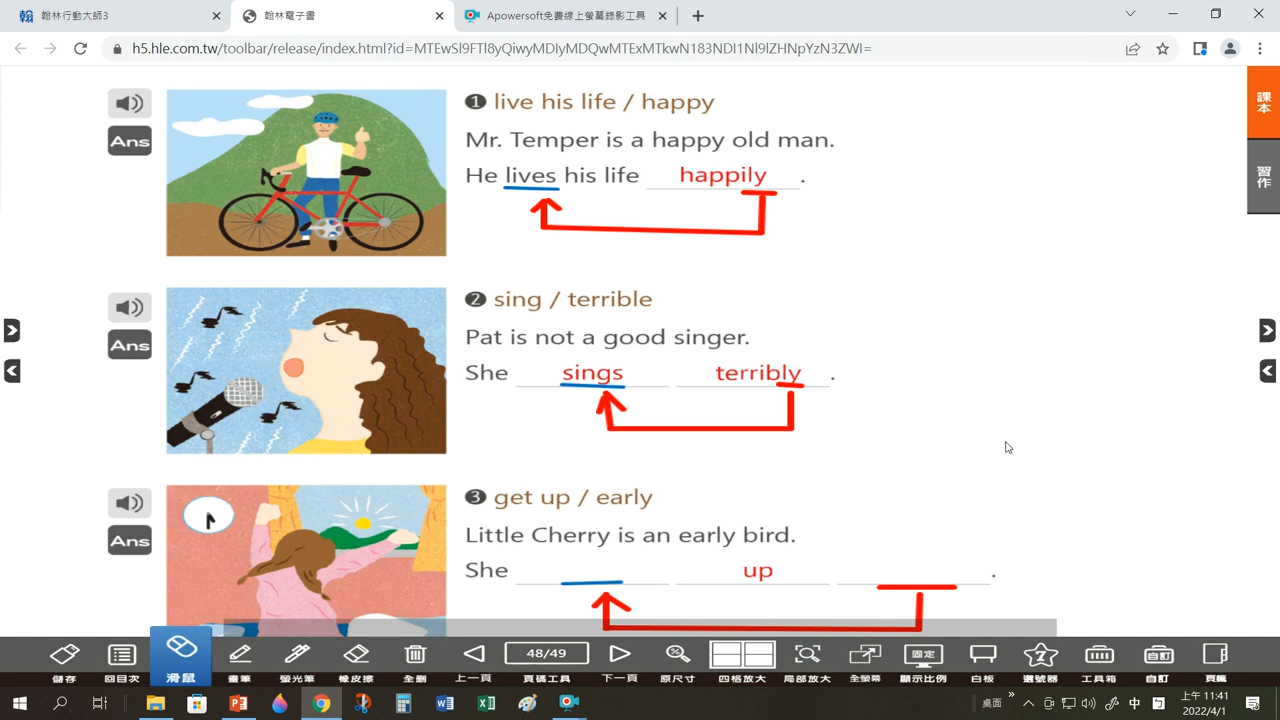 翰林行動大師3
翰林電子書
Apowersoft免費線上螢幕錄影工具
h5.hle.com.tw/toolbar/release/index.html?id=MTEwSl9FTl8yQiwyMDIyMDQwMTExMTkwN183NDI1Nl9lZHNpYzN3ZWI=
課本
習作
Ans
❶ live his life / happy
Mr. Temper is a happy old man.
He lives his life happily.
Ans
❷ sing / terrible
Pat is not a good singer.
She sings terribly.
Ans
❸ get up / early
Little Cherry is an early bird.
She ____ up ____.
儲存 回目次 滑鼠 畫筆 螢光筆 橡皮擦 全刪 上一頁 48/49 頁碼工具 下一頁 原尺寸 四格放大 局部放大 全螢幕 固定 顯示比例 白板 選號器 工具箱 自訂 自訂 頁籤
桌面 中 上午 11:41
2022/4/1